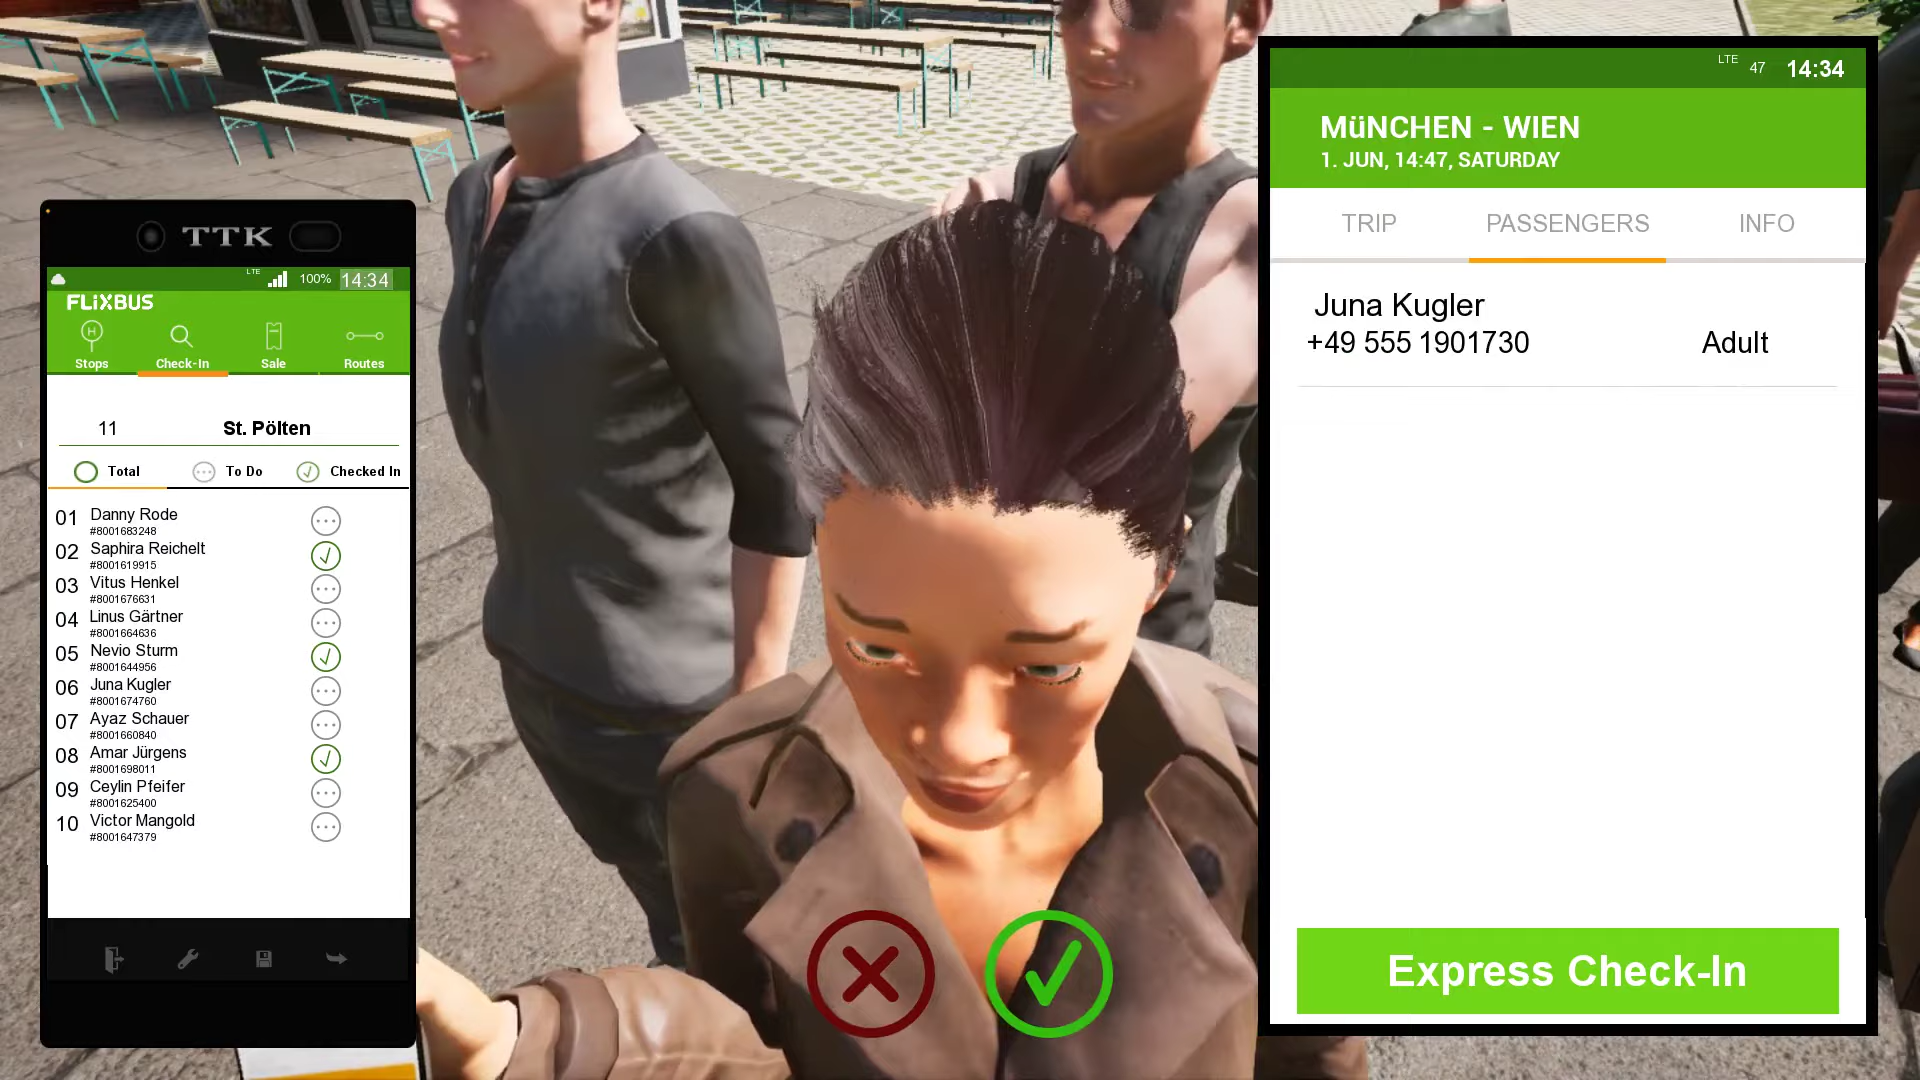 TTK
LTE 100% 14:34
FLiXBUS
Stops Check-In Sale Routes
11 St. Pölten
Total To Do Checked In
01 Danny Rode
#8001683248
02 Saphira Reichelt
#8001619915
03 Vitus Henkel
#8001676631
04 Linus Gärtner
#8001664636
05 Nevio Sturm
#8001644956
06 Juna Kugler
#8001674760
07 Ayaz Schauer
#8001660840
08 Amar Jürgens
#8001698011
09 Ceylin Pfeifer
#8001625400
10 Victor Mangold
#8001647379
LTE 47 14:34
MüNCHEN - WIEN
1. JUN, 14:47, SATURDAY
TRIP PASSENGERS INFO
Juna Kugler
+49 555 1901730 Adult
Express Check-In